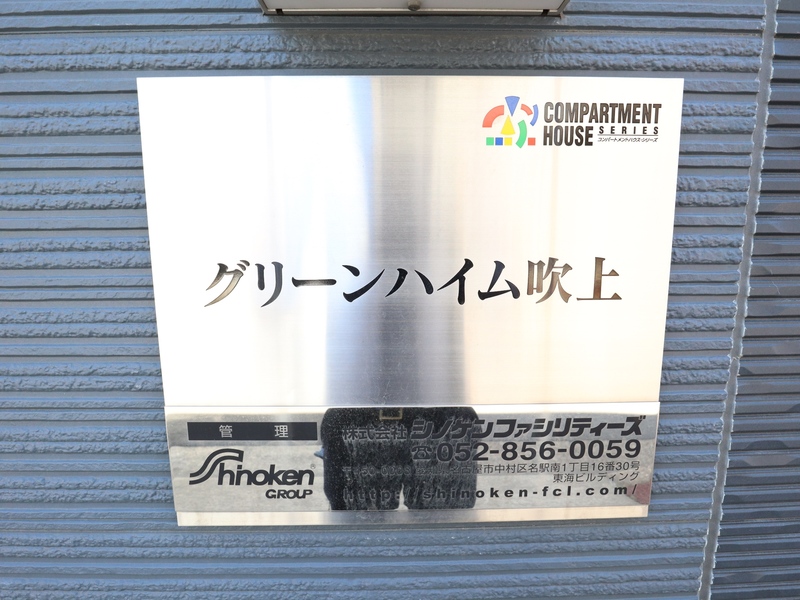 COMPARTMENT
HOUSE SERIES
コンパートメントハウス・シリーズ
グリーンハイム吹上
管 理
株式会社 シノケンファシリティーズ
Shinoken
GROUP
☎052-856-0059
名古屋市中村区名駅南1丁目16番30号
東海ビルディング
http://shinoken-fcl.com/